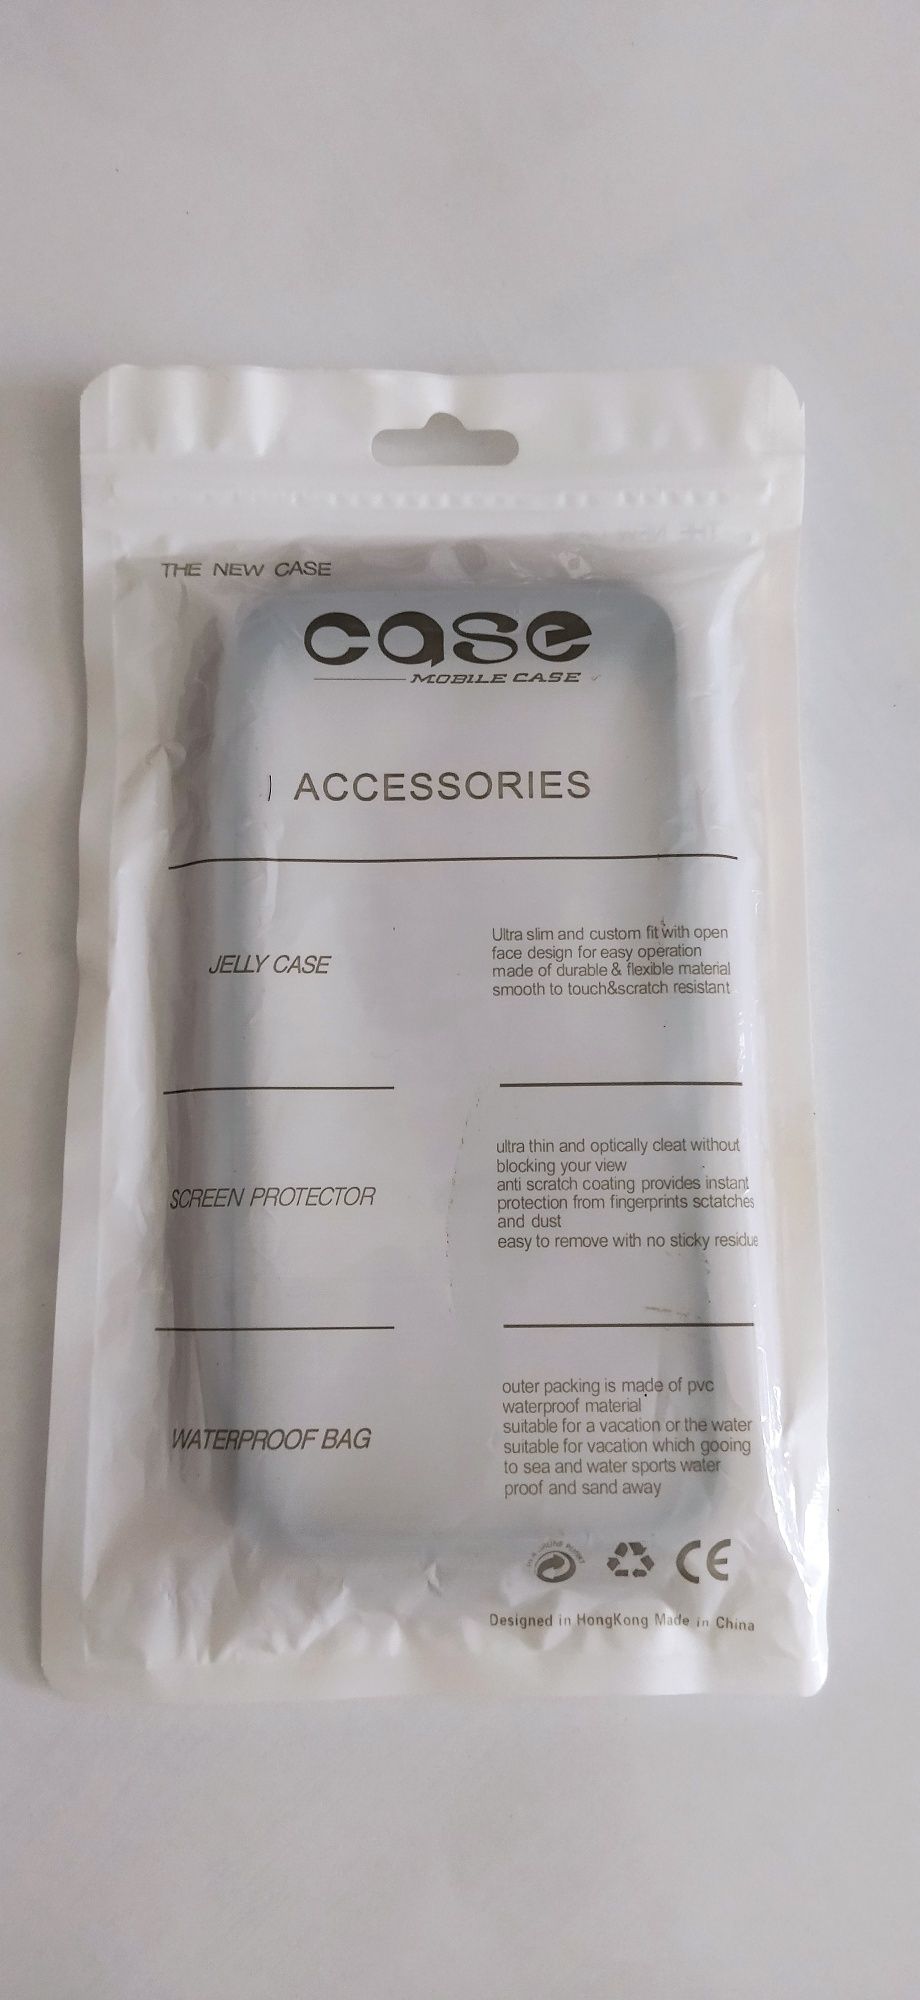 THE NEW CASE
case
MOBILE CASE
ACCESSORIES
JELLY CASE
Ultra slim and custom fit with open
face design for easy operation
made of durable & flexible material
smooth to touch&scratch resistant
SCREEN PROTECTOR
ultra thin and optically cleat without
blocking your view
anti scratch coating provides instant
protection from fingerprints sctatches
and dust
easy to remove with no sticky residue
WATERPROOF BAG
outer packing is made of pvc
waterproof material
suitable for a vacation or the water
suitable for vacation which gooing
to sea and water sports water
proof and sand away
CE
Designed in HongKong Made in China